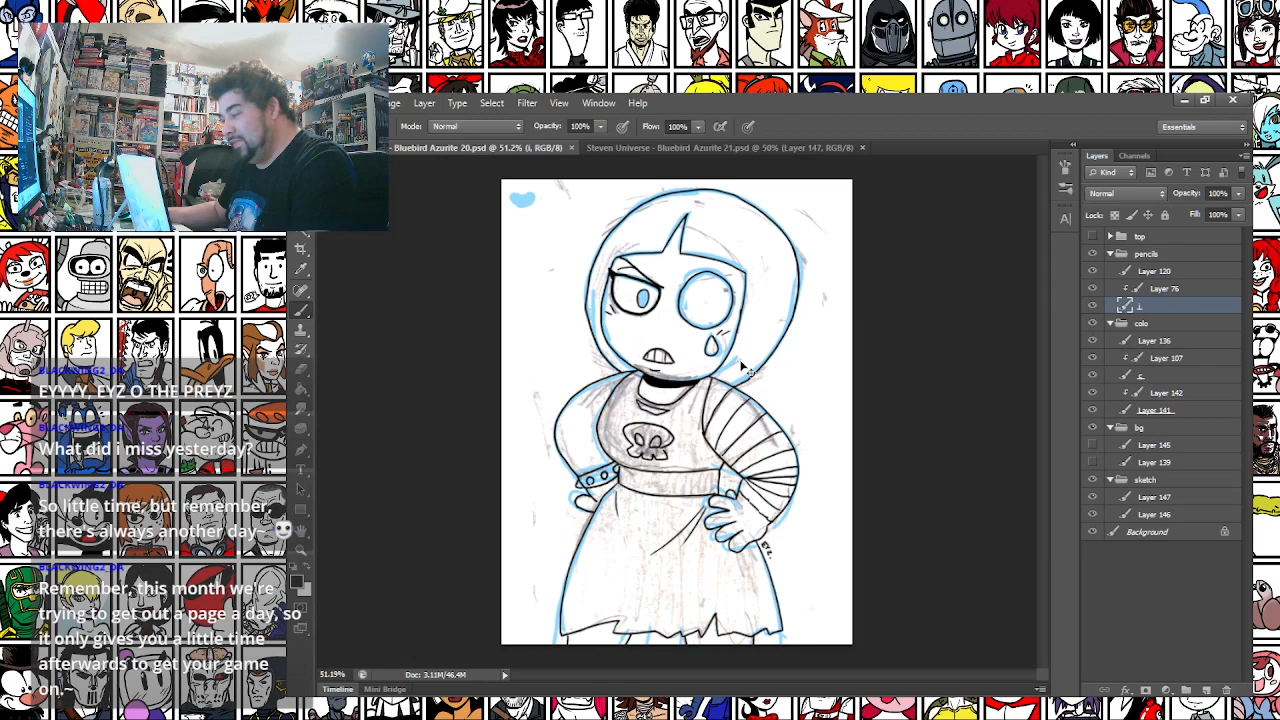 ge Layer Type Select Filter View Window Help
Mode: Normal Opacity: 100% Flow: 100% Essentials
- Bluebird Azurite 20.psd @ 51.2% (i, RGB/8) × Steven Universe - Bluebird Azurite 21.psd @ 50% (Layer 147, RGB/8) ×
Layers Channels
Kind
Normal Opacity: 100%
Lock: Fill: 100%
top
pencils
Layer 120
Layer 76
i
colo
Layer 136
Layer 107
c
Layer 142
Layer 141
bg
Layer 145
Layer 139
sketch
Layer 147
Layer 146
Background
EYE.
BLACKWING2_DA
EYYYY, EYZ O THE PREYZ
BLACKWING2_DA
What did i miss yesterday?
BLACKWING2_DA
So little time, but remember,
there's always another day~
BLACKWING2_DA
Remember, this month we're
trying to get out a page a day, so
it only gives you a little time
afterwards to get your game
on.~
51.19% Doc: 3.11M/46.4M
Timeline Mini Bridge